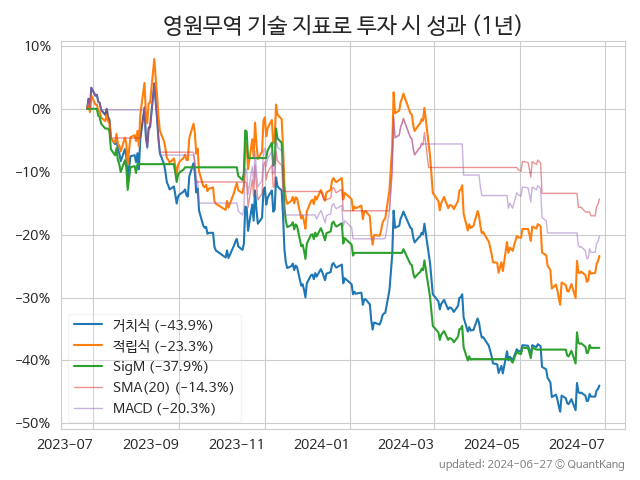 영원무역 기술 지표로 투자 시 성과 (1년)
10%
0%
−10%
−20%
−30%
−40%
−50%
거치식 (−43.9%)
적립식 (−23.3%)
SigM (−37.9%)
SMA(20) (−14.3%)
MACD (−20.3%)
2023-07 2023-09 2023-11 2024-01 2024-03 2024-05 2024-07
updated: 2024-06-27 © QuantKang